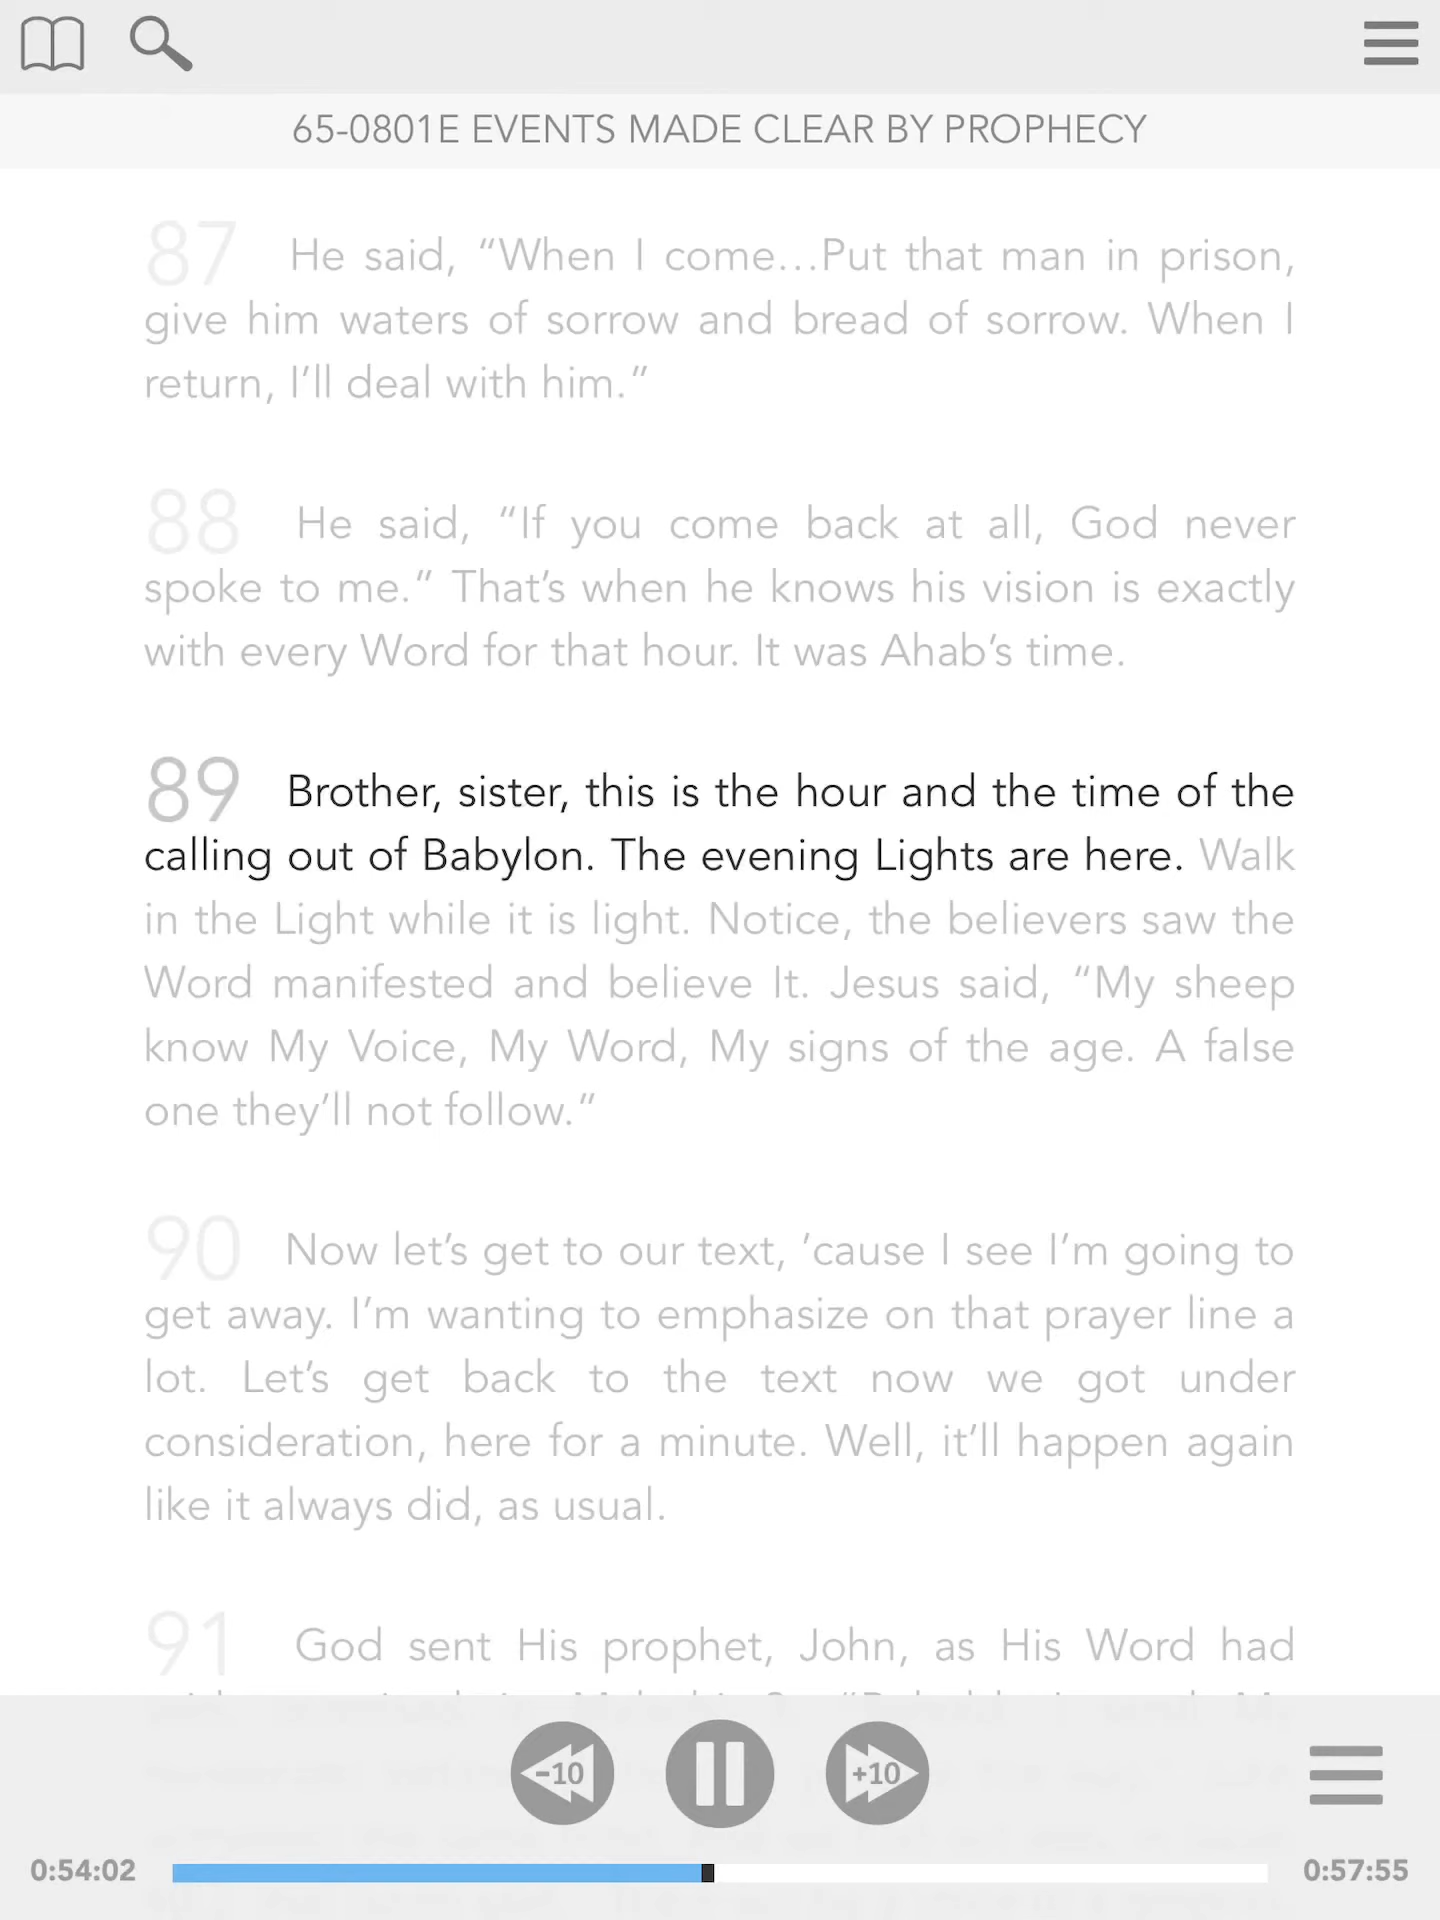 65-0801E EVENTS MADE CLEAR BY PROPHECY
87 He said, “When I come…Put that man in prison,
give him waters of sorrow and bread of sorrow. When I
return, I’ll deal with him.”
88 He said, “If you come back at all, God never
spoke to me.” That’s when he knows his vision is exactly
with every Word for that hour. It was Ahab’s time.
89 Brother, sister, this is the hour and the time of the
calling out of Babylon. The evening Lights are here. Walk
in the Light while it is light. Notice, the believers saw the
Word manifested and believe It. Jesus said, “My sheep
know My Voice, My Word, My signs of the age. A false
one they’ll not follow.”
90 Now let’s get to our text, ’cause I see I’m going to
get away. I’m wanting to emphasize on that prayer line a
lot. Let’s get back to the text now we got under
consideration, here for a minute. Well, it’ll happen again
like it always did, as usual.
91 God sent His prophet, John, as His Word had
-10 +10
0:54:02 0:57:55